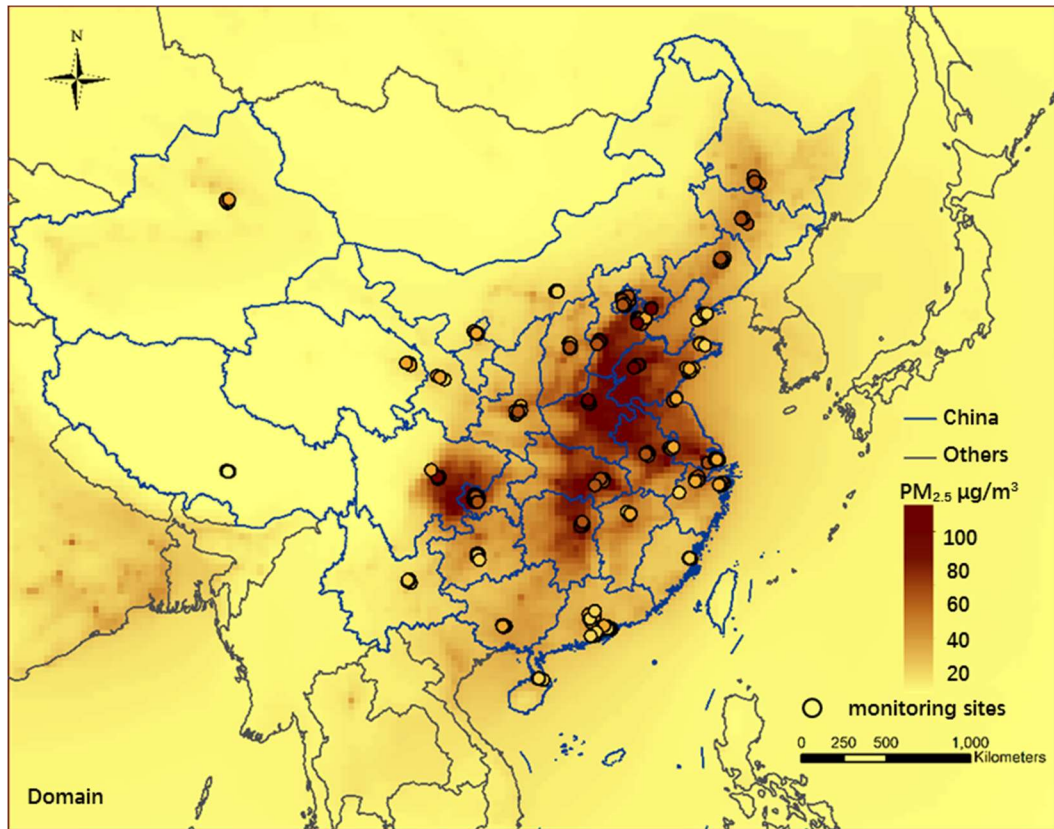 N
China
Others
PM₂.₅ μg/m³
100
80
60
40
20
monitoring sites
0 250 500 1,000
Kilometers
Domain